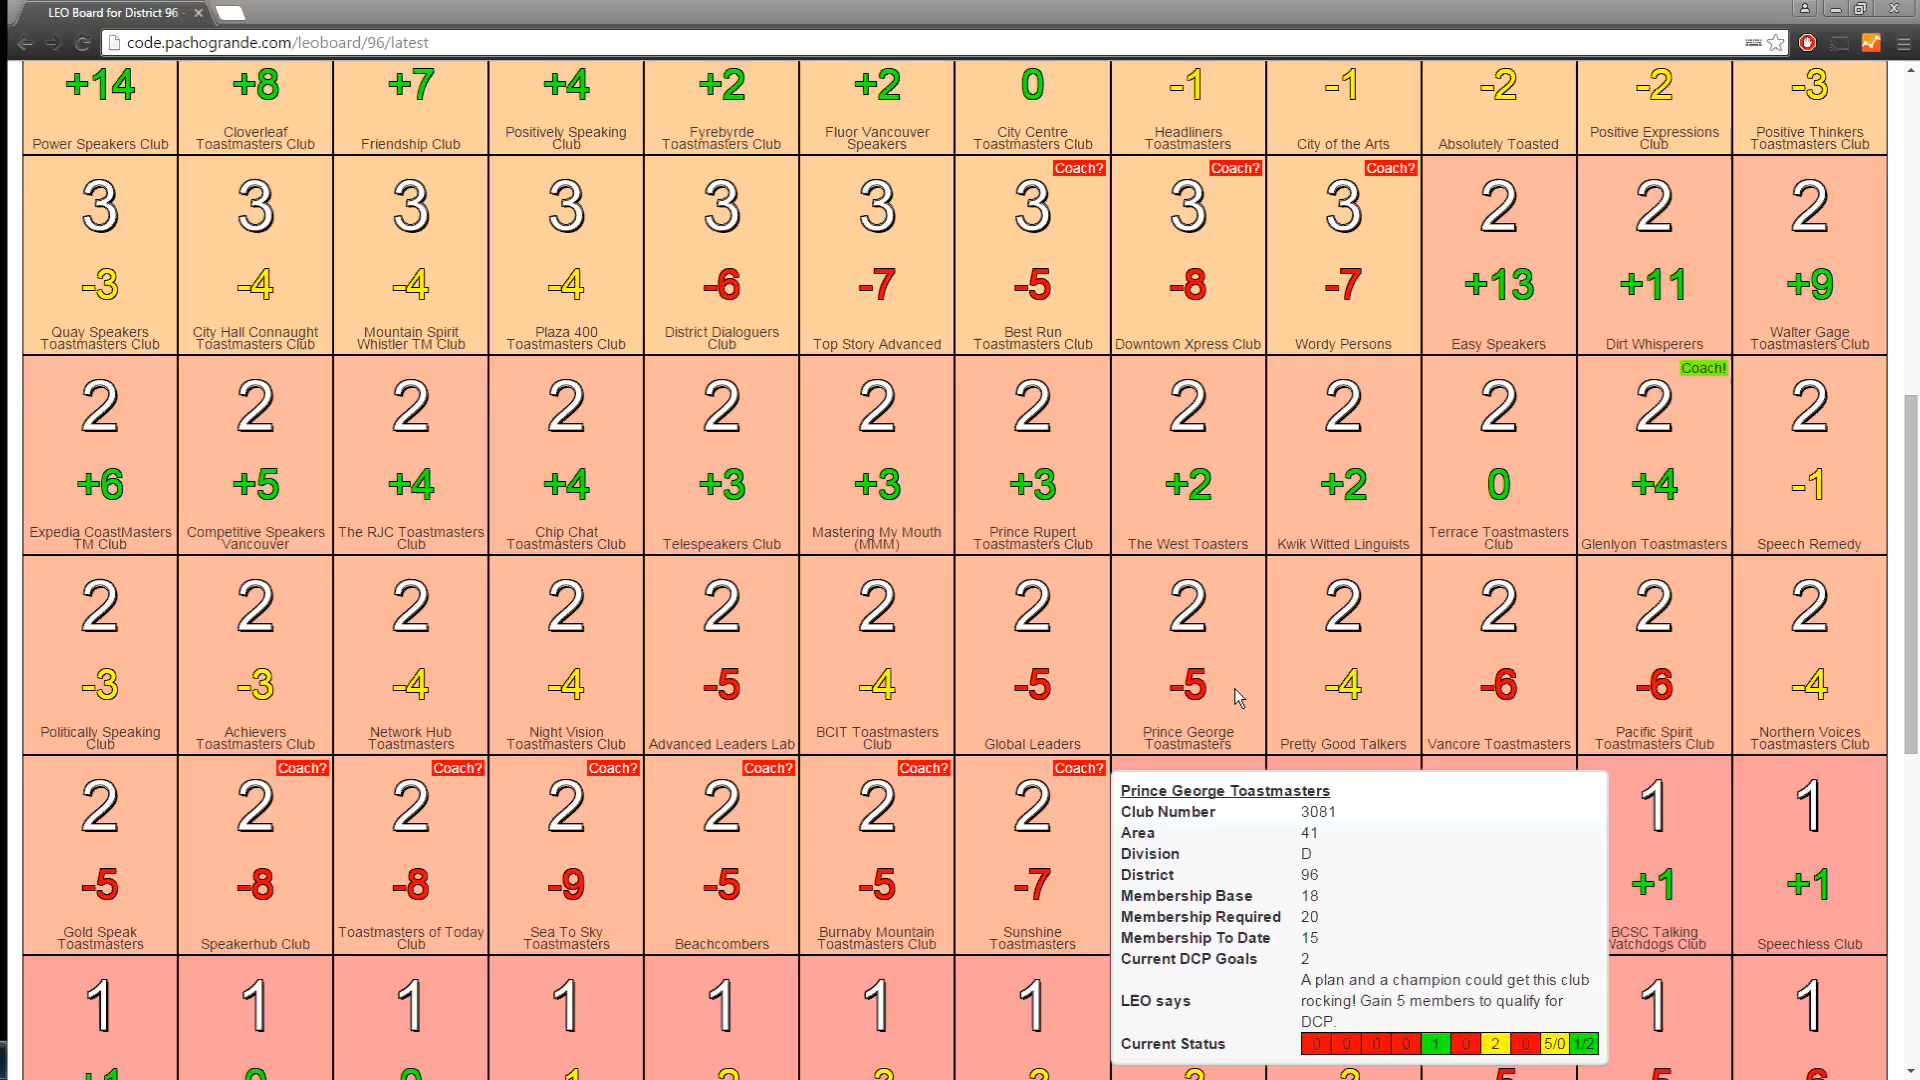 LEO Board for District 96
code.pachogrande.com/leoboard/96/latest
+14 +8 +7 +4 +2 +2 0 -1 -1 -2 -2 -3
Cloverleaf Positively Speaking Fyrebyrde Fluor Vancouver City Centre Headliners Positive Expressions Positive Thinkers
Power Speakers Club Toastmasters Club Friendship Club Club Toastmasters Club Speakers Toastmasters Club Toastmasters City of the Arts Absolutely Toasted Club Toastmasters Club
Coach? Coach? Coach?
3 3 3 3 3 3 3 3 3 2 2 2
-3 -4 -4 -4 -6 -7 -5 -8 -7 +13 +11 +9
Quay Speakers City Hall Connaught Mountain Spirit Plaza 400 District Dialoguers Best Run Walter Gage
Toastmasters Club Toastmasters Club Whistler TM Club Toastmasters Club Club Top Story Advanced Toastmasters Club Downtown Xpress Club Wordy Persons Easy Speakers Dirt Whisperers Toastmasters Club
Coach!
2 2 2 2 2 2 2 2 2 2 2 2
+6 +5 +4 +4 +3 +3 +3 +2 +2 0 +4 -1
Expedia CoastMasters Competitive Speakers The RJC Toastmasters Chip Chat Mastering My Mouth Prince Rupert Terrace Toastmasters
TM Club Vancouver Club Toastmasters Club Telespeakers Club (MMM) Toastmasters Club The West Toasters Kwik Witted Linguists Club Glenlyon Toastmasters Speech Remedy
2 2 2 2 2 2 2 2 2 2 2 2
-3 -3 -4 -4 -5 -4 -5 -5 -4 -6 -6 -4
Politically Speaking Achievers Network Hub Night Vision BCIT Toastmasters Prince George Pacific Spirit Northern Voices
Club Toastmasters Club Toastmasters Toastmasters Club Advanced Leaders Lab Club Global Leaders Toastmasters Pretty Good Talkers Vancore Toastmasters Toastmasters Club Toastmasters Club
Coach? Coach? Coach? Coach? Coach? Coach?
2 2 2 2 2 2 2 1 1
-5 -8 -8 -9 -5 -5 -7 +1 +1
Gold Speak Toastmasters of Today Sea To Sky Burnaby Mountain Sunshine BCSC Talking
Toastmasters Speakerhub Club Club Toastmasters Beachcombers Toastmasters Club Toastmasters Watchdogs Club Speechless Club
Prince George Toastmasters
Club Number 3081
Area 41
Division D
District 96
Membership Base 18
Membership Required 20
Membership To Date 15
Current DCP Goals 2
LEO says A plan and a champion could get this club
rocking! Gain 5 members to qualify for
DCP.
Current Status 0 0 0 0 1 0 2 0 5/0 1/2
1 1 1 1 1 1 1 1 1